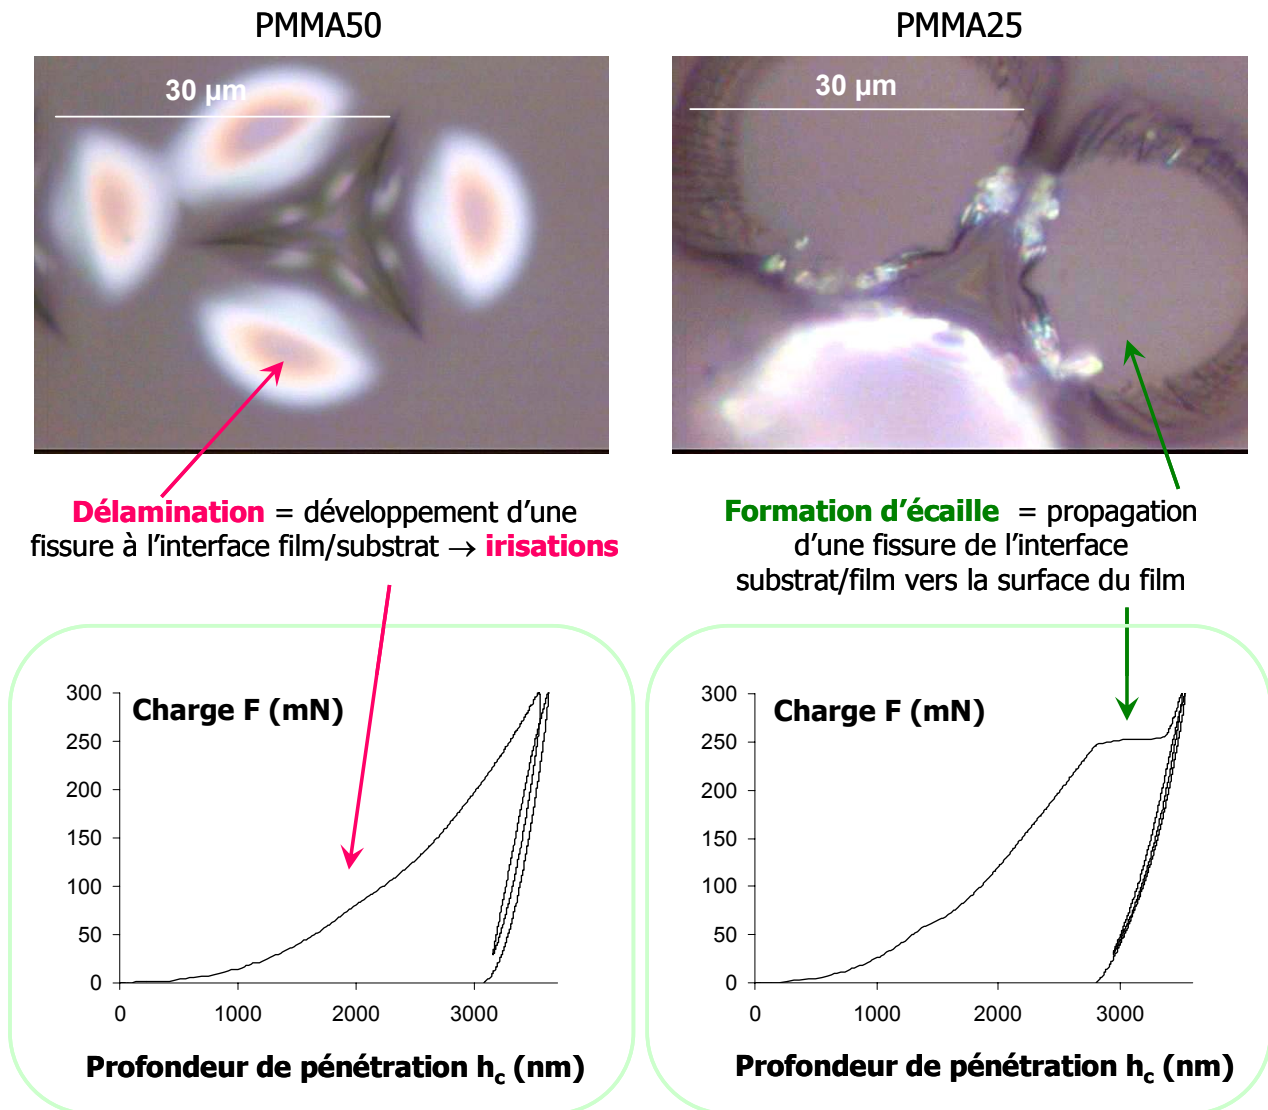 PMMA50
30 µm
Délamination = développement d’une
fissure à l’interface film/substrat → irisations
Charge F (mN)
300
250
200
150
100
50
0
0 1000 2000 3000
Profondeur de pénétration hc (nm)
PMMA25
30 µm
Formation d’écaille = propagation
d’une fissure de l’interface
substrat/film vers la surface du film
Charge F (mN)
300
250
200
150
100
50
0
0 1000 2000 3000
Profondeur de pénétration hc (nm)